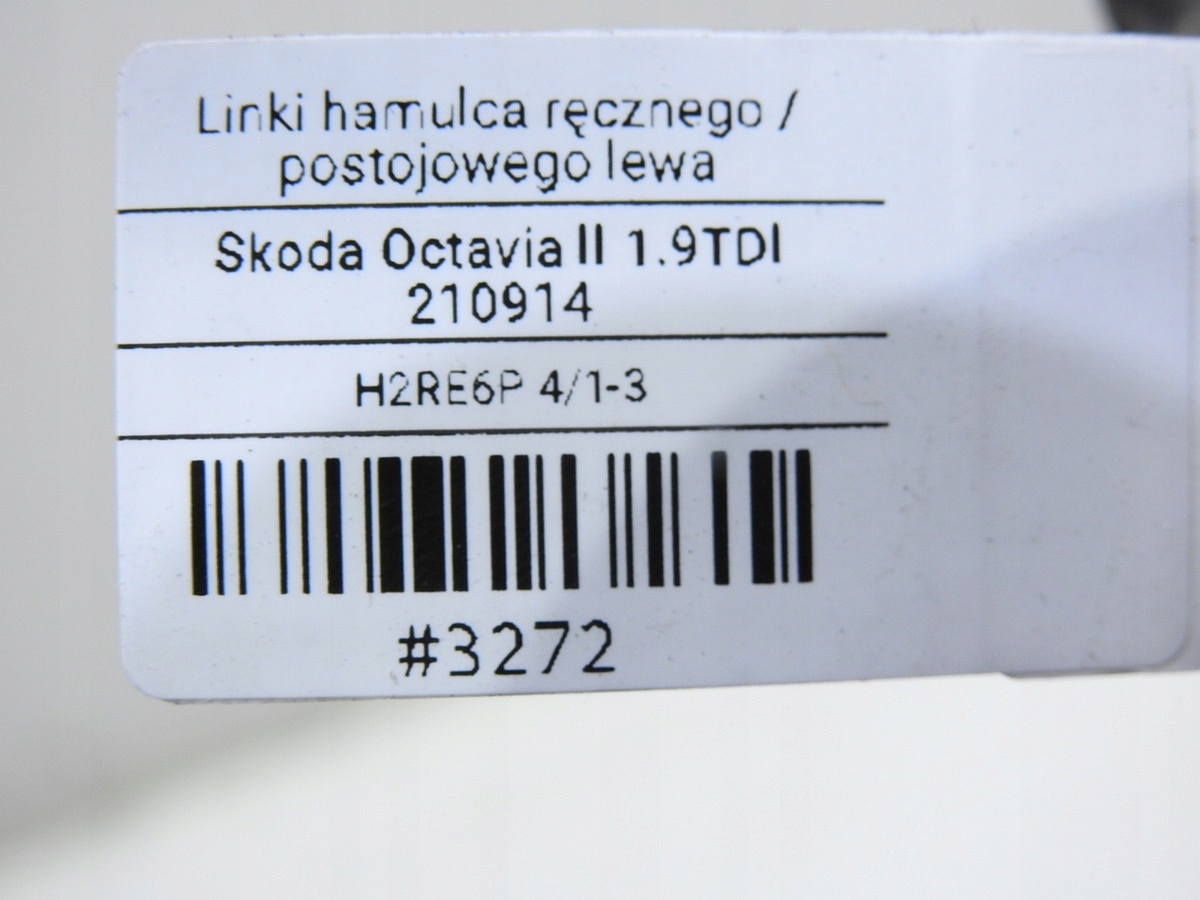 Linki hamulca ręcznego /
postojowego lewa
Skoda Octavia II 1.9TDI
210914
H2RE6P 4/1-3
#3272